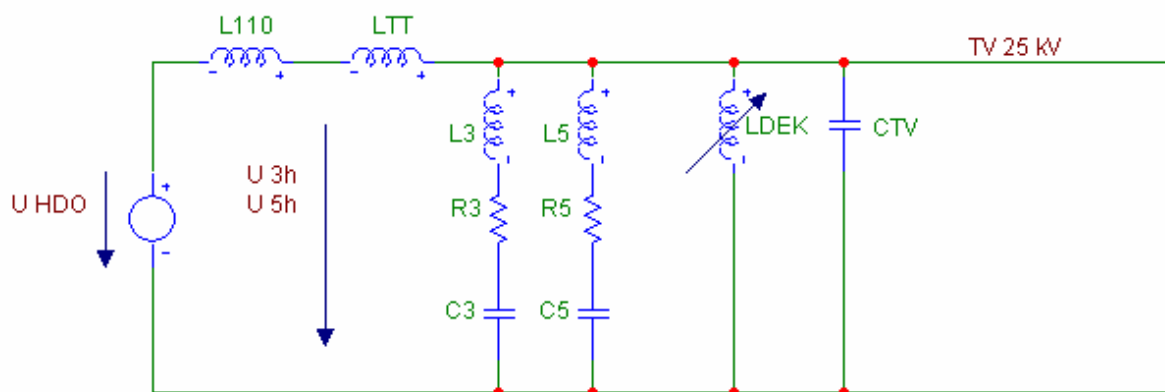 L110
LTT
TV 25 kV
L3
L5
LDEK
CTV
U HDO
U 3h
U 5h
R3
R5
C3
C5